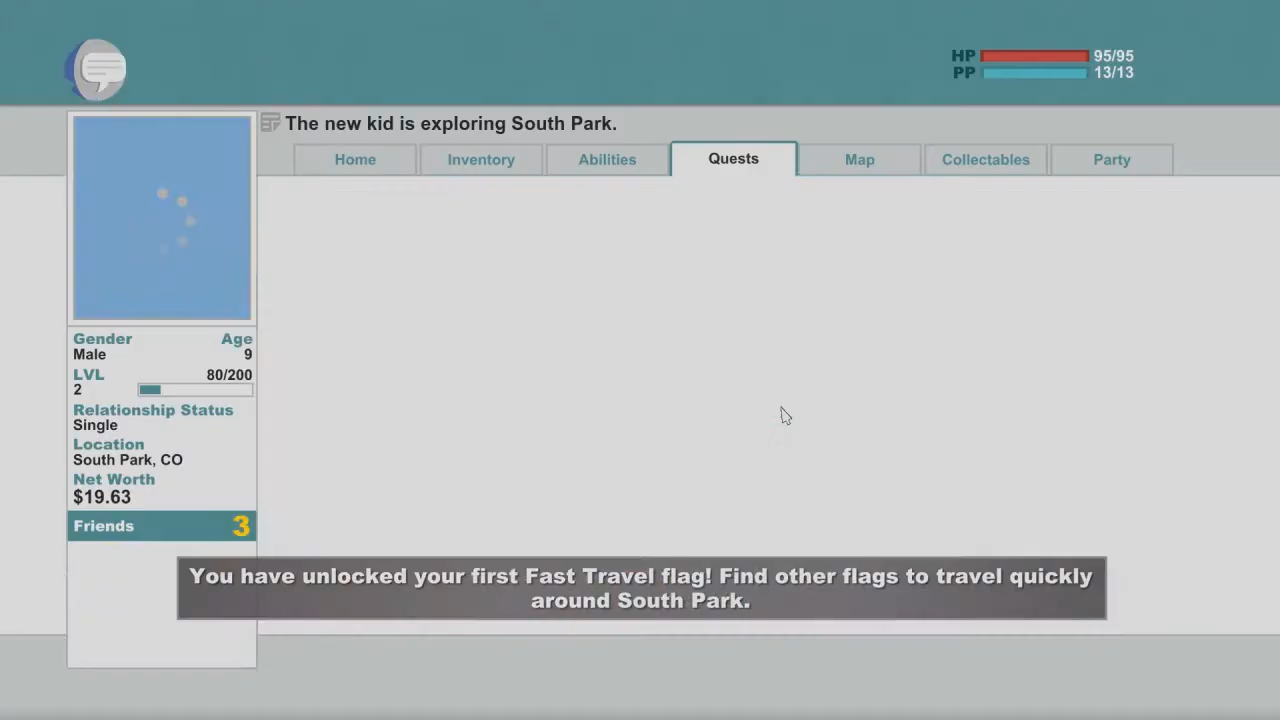 HP 95/95
PP 13/13
The new kid is exploring South Park.
Home Inventory Abilities Quests Map Collectables Party
Gender Age
Male 9
LVL 80/200
2
Relationship Status
Single
Location
South Park, CO
Net Worth
$19.63
Friends 3
You have unlocked your first Fast Travel flag! Find other flags to travel quickly
around South Park.